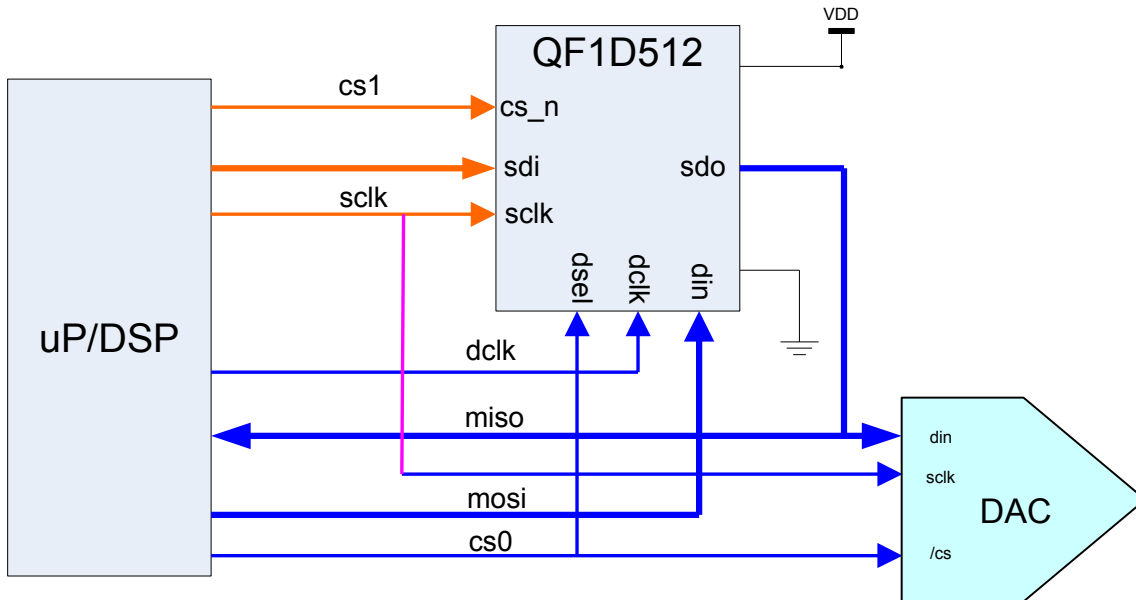 VDD
QF1D512
cs1
cs_n
sdi
sdo
sclk
sclk
dsel
dclk
din
uP/DSP
dclk
miso
din
sclk
mosi
DAC
cs0
/cs